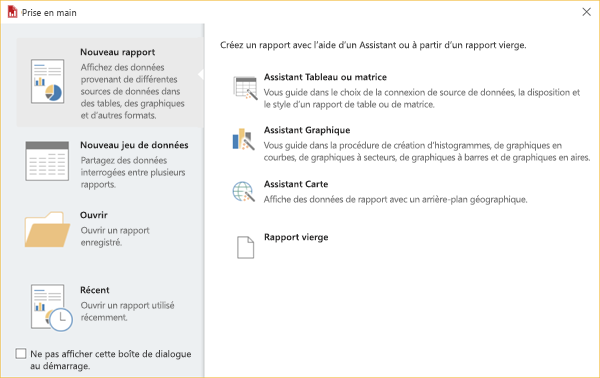 Prise en main
Nouveau rapport
Affichez des données
provenant de différentes
sources de données dans
des tables, des graphiques
et d'autres formats.
Nouveau jeu de données
Partagez des données
interrogées entre plusieurs
rapports.
Ouvrir
Ouvrir un rapport
enregistré.
Récent
Ouvrir un rapport utilisé
récemment.
Ne pas afficher cette boîte de dialogue
au démarrage.
Créez un rapport avec l'aide d'un Assistant ou à partir d'un rapport vierge.
Assistant Tableau ou matrice
Vous guide dans le choix de la connexion de source de données, la disposition et
le style d'un rapport de table ou de matrice.
Assistant Graphique
Vous guide dans la procédure de création d'histogrammes, de graphiques en
courbes, de graphiques à secteurs, de graphiques à barres et de graphiques en aires.
Assistant Carte
Affiche des données de rapport avec un arrière-plan géographique.
Rapport vierge